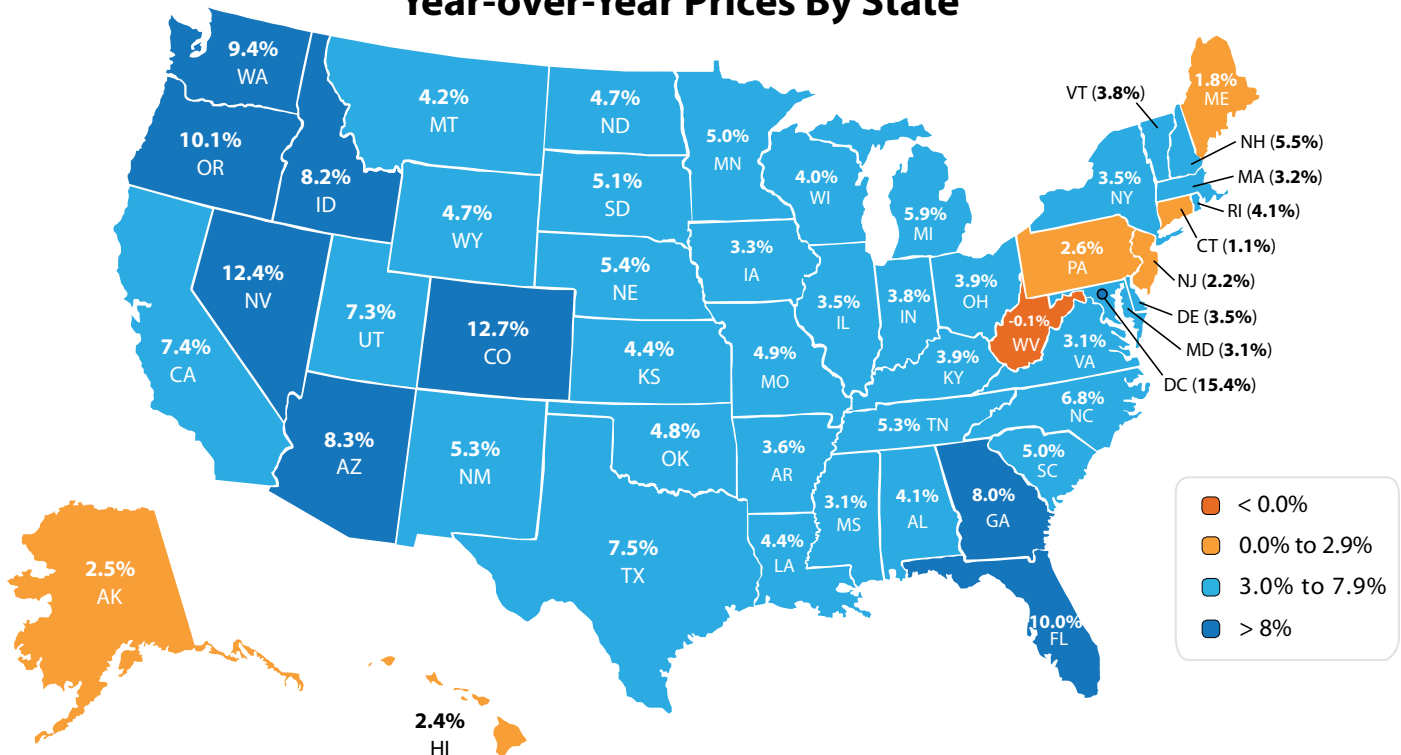 Year-over-Year Prices By State
9.4%
WA
10.1%
OR
8.2%
ID
4.2%
MT
4.7%
ND
5.0%
MN
4.0%
WI
5.9%
MI
VT (3.8%)
1.8%
ME
NH (5.5%)
MA (3.2%)
RI (4.1%)
CT (1.1%)
NJ (2.2%)
DE (3.5%)
MD (3.1%)
DC (15.4%)
3.5%
NY
2.6%
PA
5.1%
SD
4.7%
WY
12.4%
NV
7.3%
UT
12.7%
CO
5.4%
NE
3.3%
IA
3.5%
IL
3.8%
IN
3.9%
OH
-0.1%
WV
3.1%
VA
7.4%
CA
4.4%
KS
4.9%
MO
3.9%
KY
5.3% TN
6.8%
NC
8.3%
AZ
5.3%
NM
4.8%
OK
3.6%
AR
5.0%
SC
3.1%
MS
4.1%
AL
8.0%
GA
7.5%
TX
4.4%
LA
10.0%
FL
2.5%
AK
2.4%
HI
< 0.0%
0.0% to 2.9%
3.0% to 7.9%
> 8%